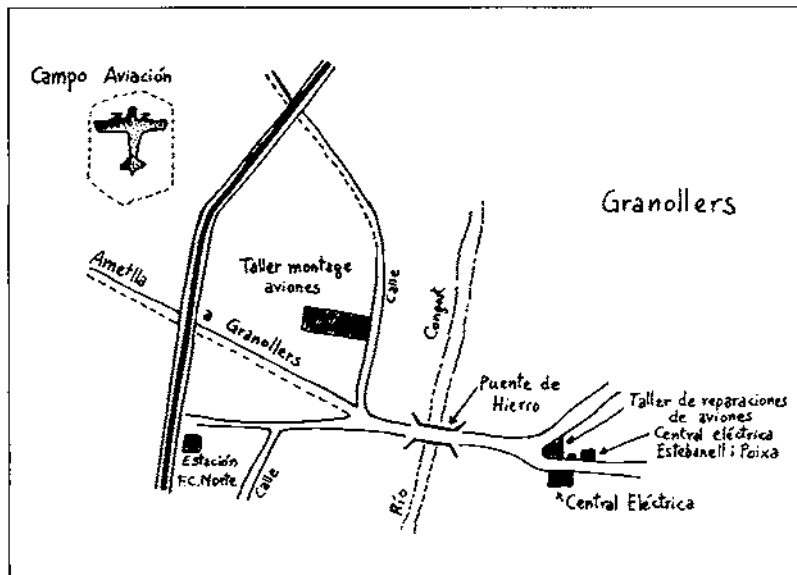 Campo Aviación
Granollers
Ametlla
a Granollers
Taller montage
aviones
Calle
Río
Congost
Puente de
Hierro
Taller de reparaciones
de aviones
Central eléctrica
Estebanell i Poixa
Central Eléctrica
Estación
F.C. Norte
Calle